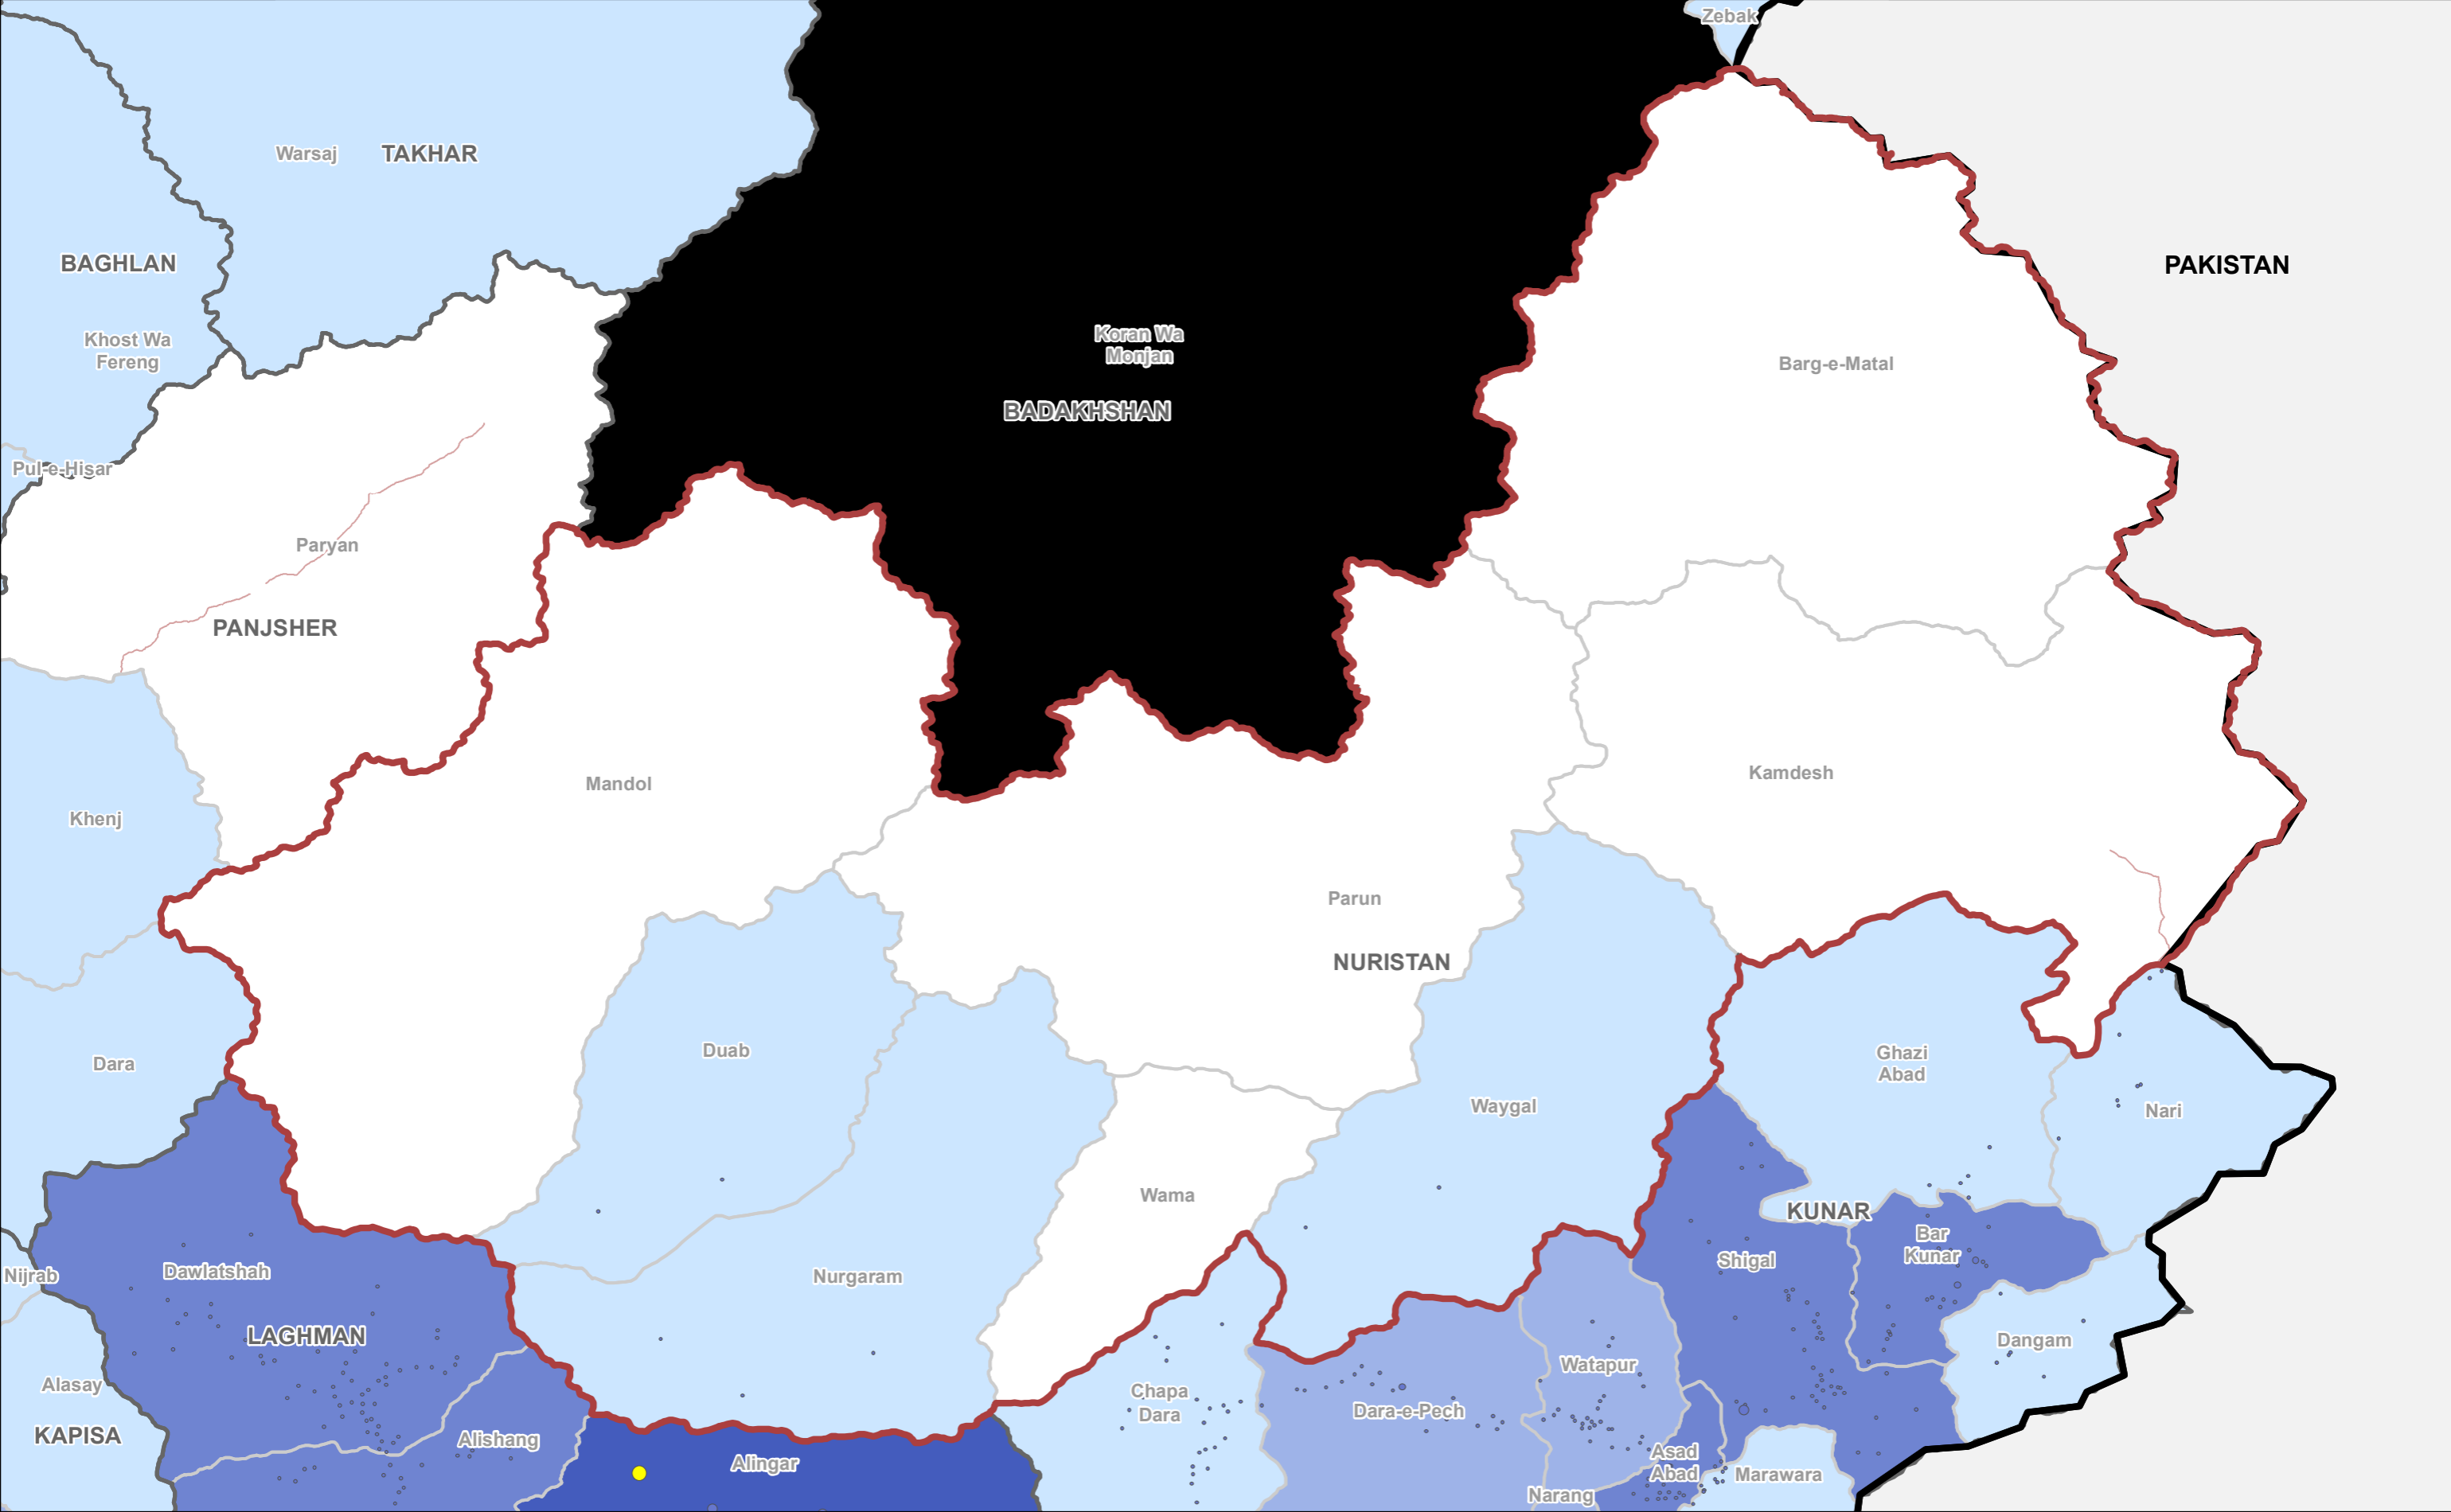 Zebak
Warsaj
TAKHAR
BAGHLAN
PAKISTAN
Khost Wa
Fereng
Koran Wa
Monjan
Barg-e-Matal
BADAKHSHAN
Pul-e-Hisar
Paryan
PANJSHER
Kamdesh
Mandol
Khenj
Parun
NURISTAN
Duab
Ghazi
Abad
Dara
Waygal
Nari
Wama
KUNAR
Bar
Kunar
Shigal
Dawlatshah
Nijrab
Nurgaram
LAGHMAN
Dangam
Watapur
Alasay
Chapa
Dara
Dara-e-Pech
KAPISA
Alishang
Asad
Abad
Alingar
Marawara
Narang